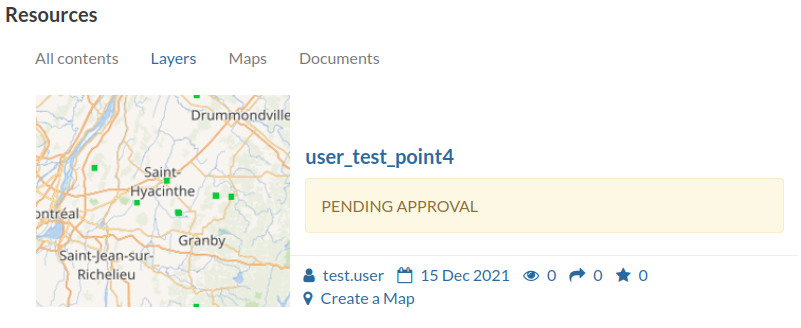 Resources
All contents Layers Maps Documents
Drummondville
Saint-
Hyacinthe
ontréal
Granby
Saint-Jean-sur-
Richelieu
user_test_point4
PENDING APPROVAL
test.user 15 Dec 2021 0 0 0
Create a Map